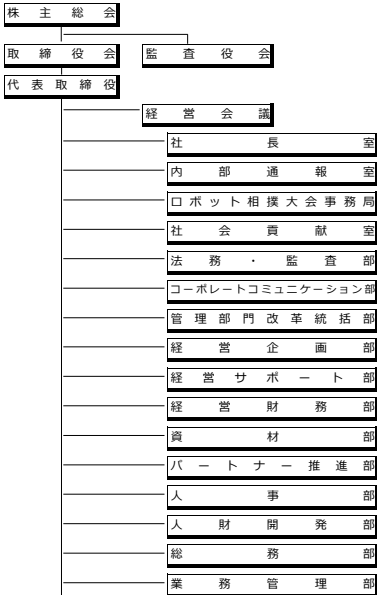 株主総会
取締役会 監査役会
代表取締役
経営会議
社長室
内部通報室
ロボット相撲大会事務局
社会貢献室
法務・監査部
コーポレートコミュニケーション部
管理部門改革統括部
経営企画部
経営サポート部
経営財務部
資材部
パートナー推進部
人事部
人財開発部
総務部
業務管理部